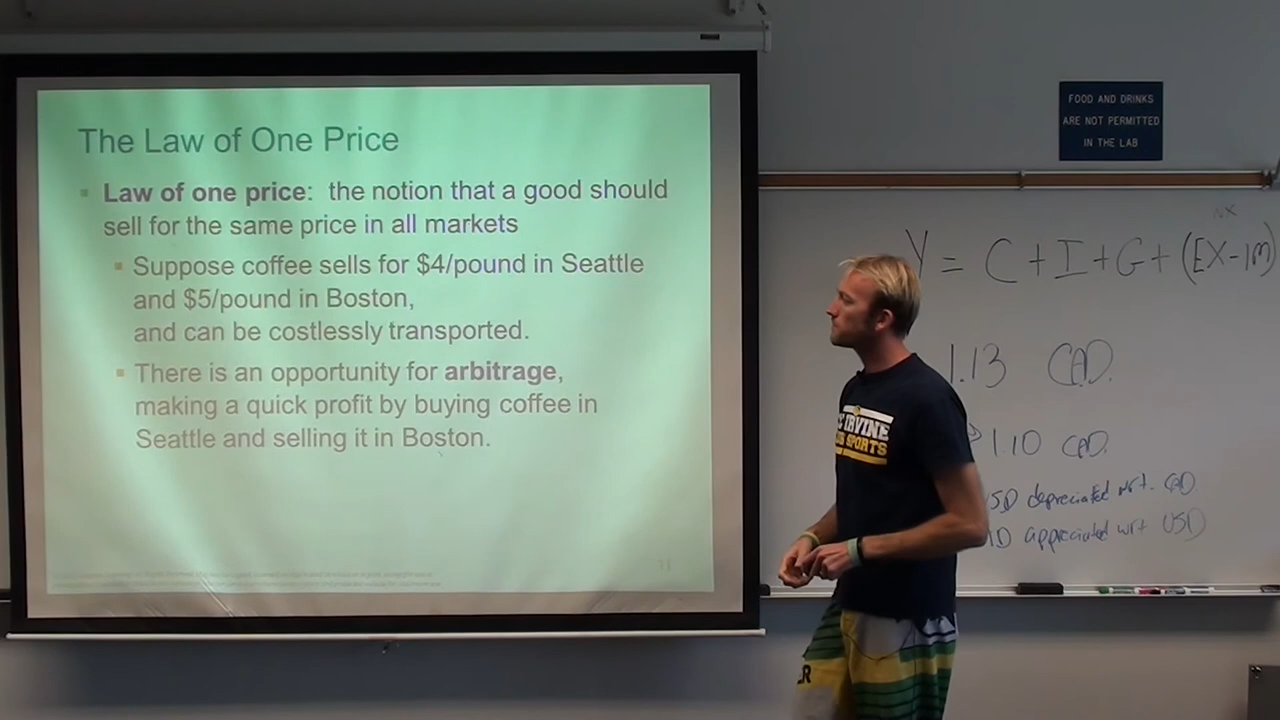 The Law of One Price
Law of one price: the notion that a good should
sell for the same price in all markets
Suppose coffee sells for $4/pound in Seattle
and $5/pound in Boston,
and can be costlessly transported.
There is an opportunity for arbitrage,
making a quick profit by buying coffee in
Seattle and selling it in Boston.
FOOD AND DRINKS
ARE NOT PERMITTED
IN THE LAB
NX
Y = C + I + G + (EX - IM)
1.13 CAD
1.10 CAD
depreciated wrt. CAD
appreciated wrt USD
IRVINE
SPORTS